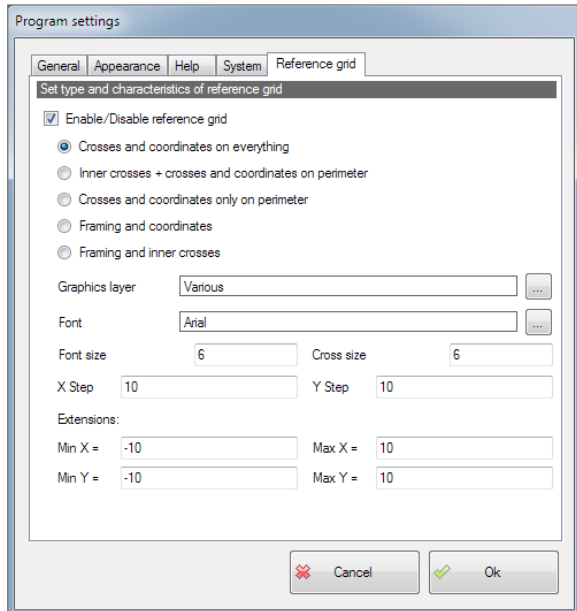 Program settings
General Appearance Help System Reference grid
Set type and characteristics of reference grid
Enable/Disable reference grid
Crosses and coordinates on everything
Inner crosses + crosses and coordinates on perimeter
Crosses and coordinates only on perimeter
Framing and coordinates
Framing and inner crosses
Graphics layer Various ...
Font Arial ...
Font size 6 Cross size 6
X Step 10 Y Step 10
Extensions:
Min X = -10 Max X = 10
Min Y = -10 Max Y = 10
Cancel Ok